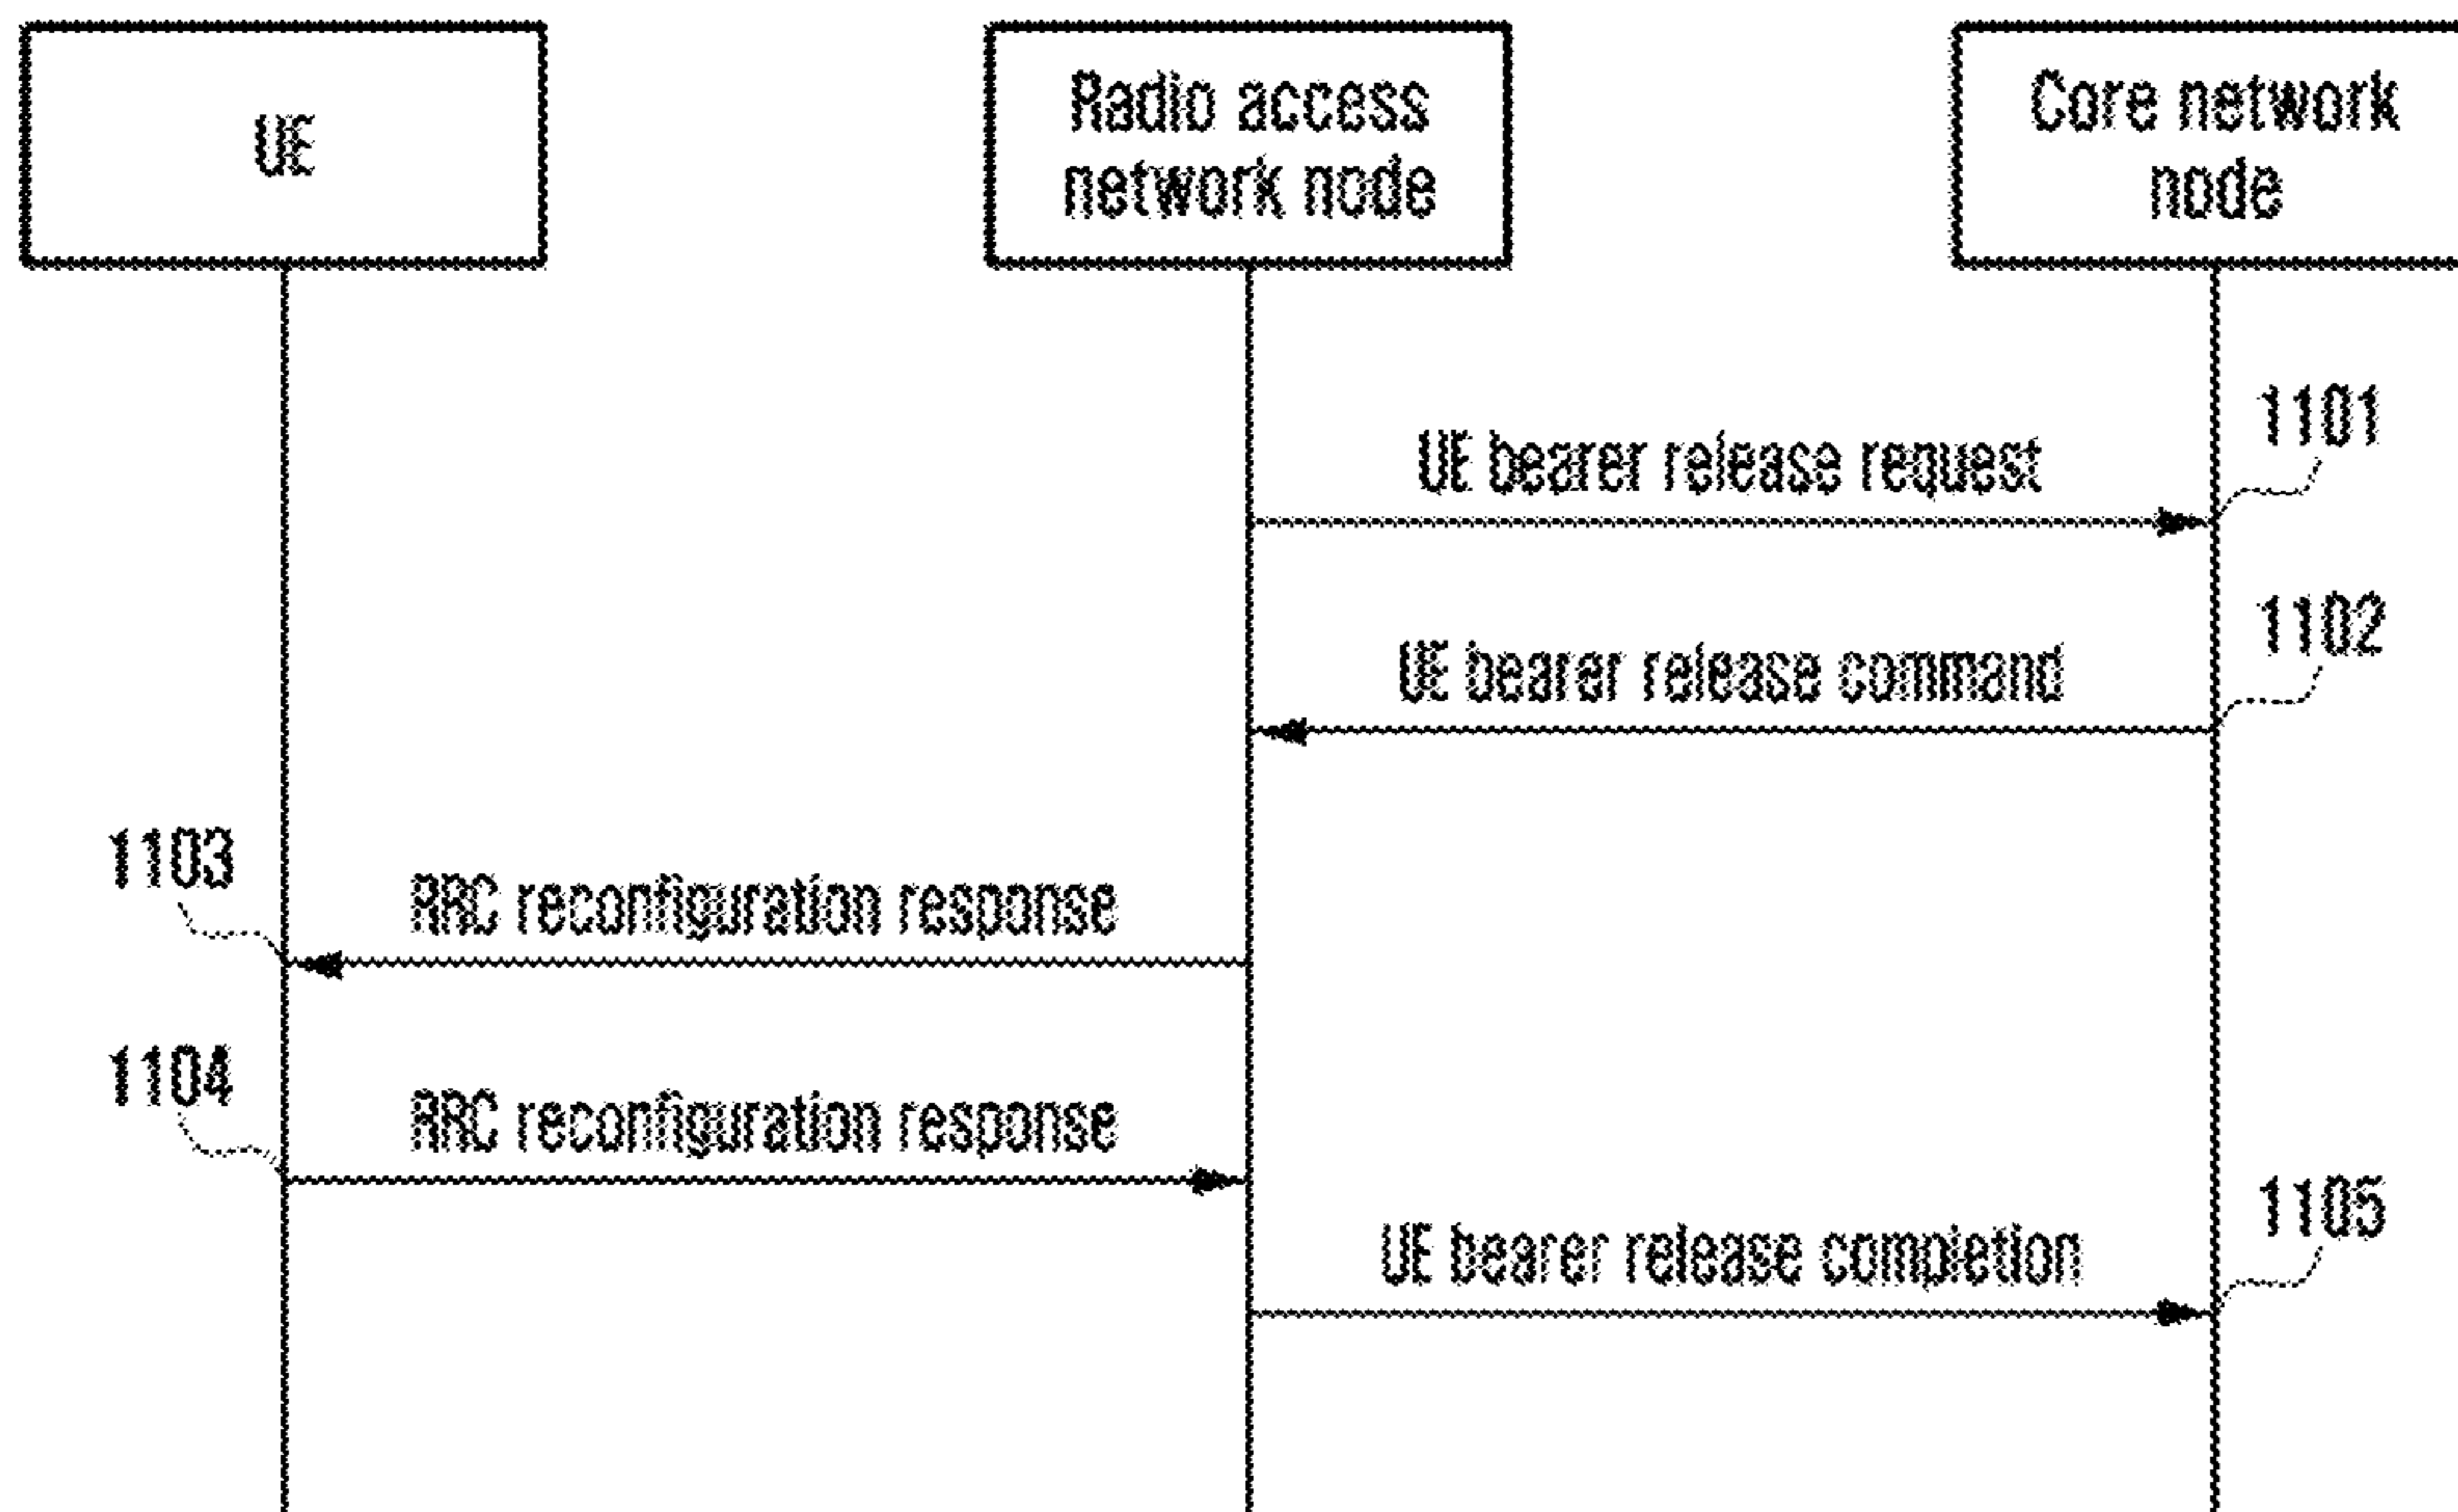 UE
Radio access
network node
Core network
node
1101
UE bearer release request
1102
UE bearer release command
1103
RRC reconfiguration response
1104
RRC reconfiguration response
1105
UE bearer release completion